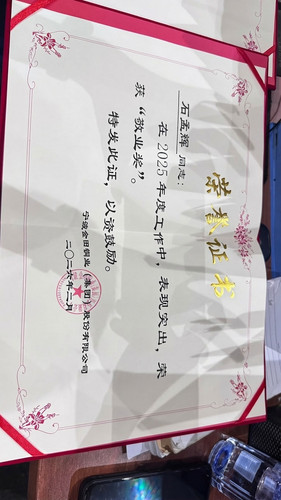 荣誉证书
石孟辉 同志：
在 2025 年度工作中，表现突出，荣
获“敬业奖”。
特发此证，以资鼓励。
宁波金田铜业（集团）股份有限公司
二〇二六年二月